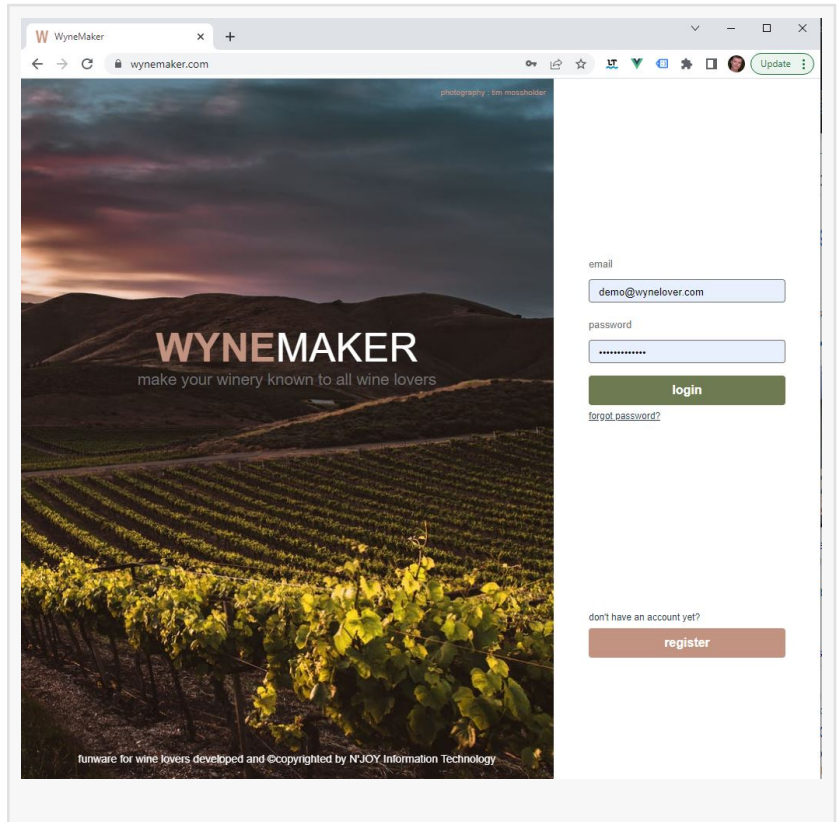 WyneMaker
wynemaker.com
Update
photography : tim mossholder
WYNEMAKER
make your winery known to all wine lovers
funware for wine lovers developed and ©copyrighted by N'JOY Information Technology
email
demo@wynelover.com
password
•••••••••••••
login
forgot password?
don't have an account yet?
register